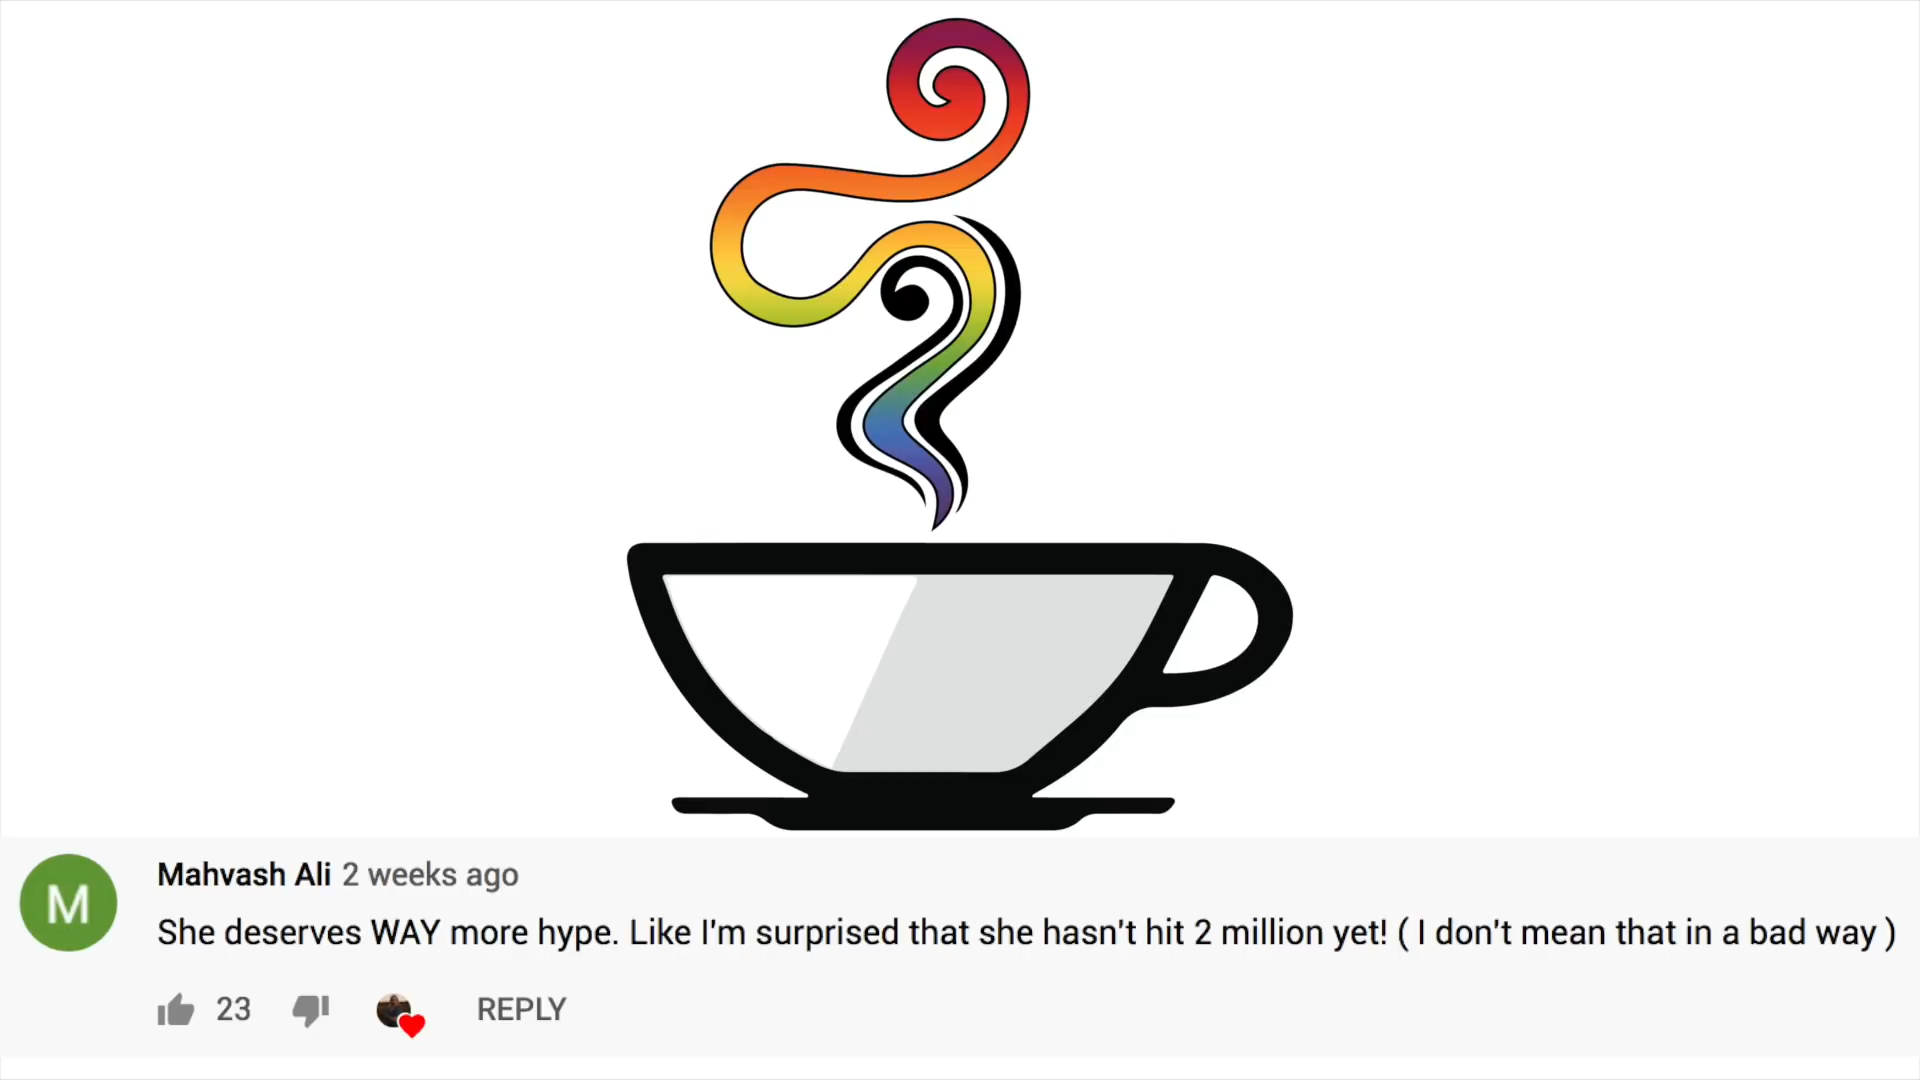 M
Mahvash Ali 2 weeks ago
She deserves WAY more hype. Like I'm surprised that she hasn't hit 2 million yet! ( I don't mean that in a bad way )
23 REPLY